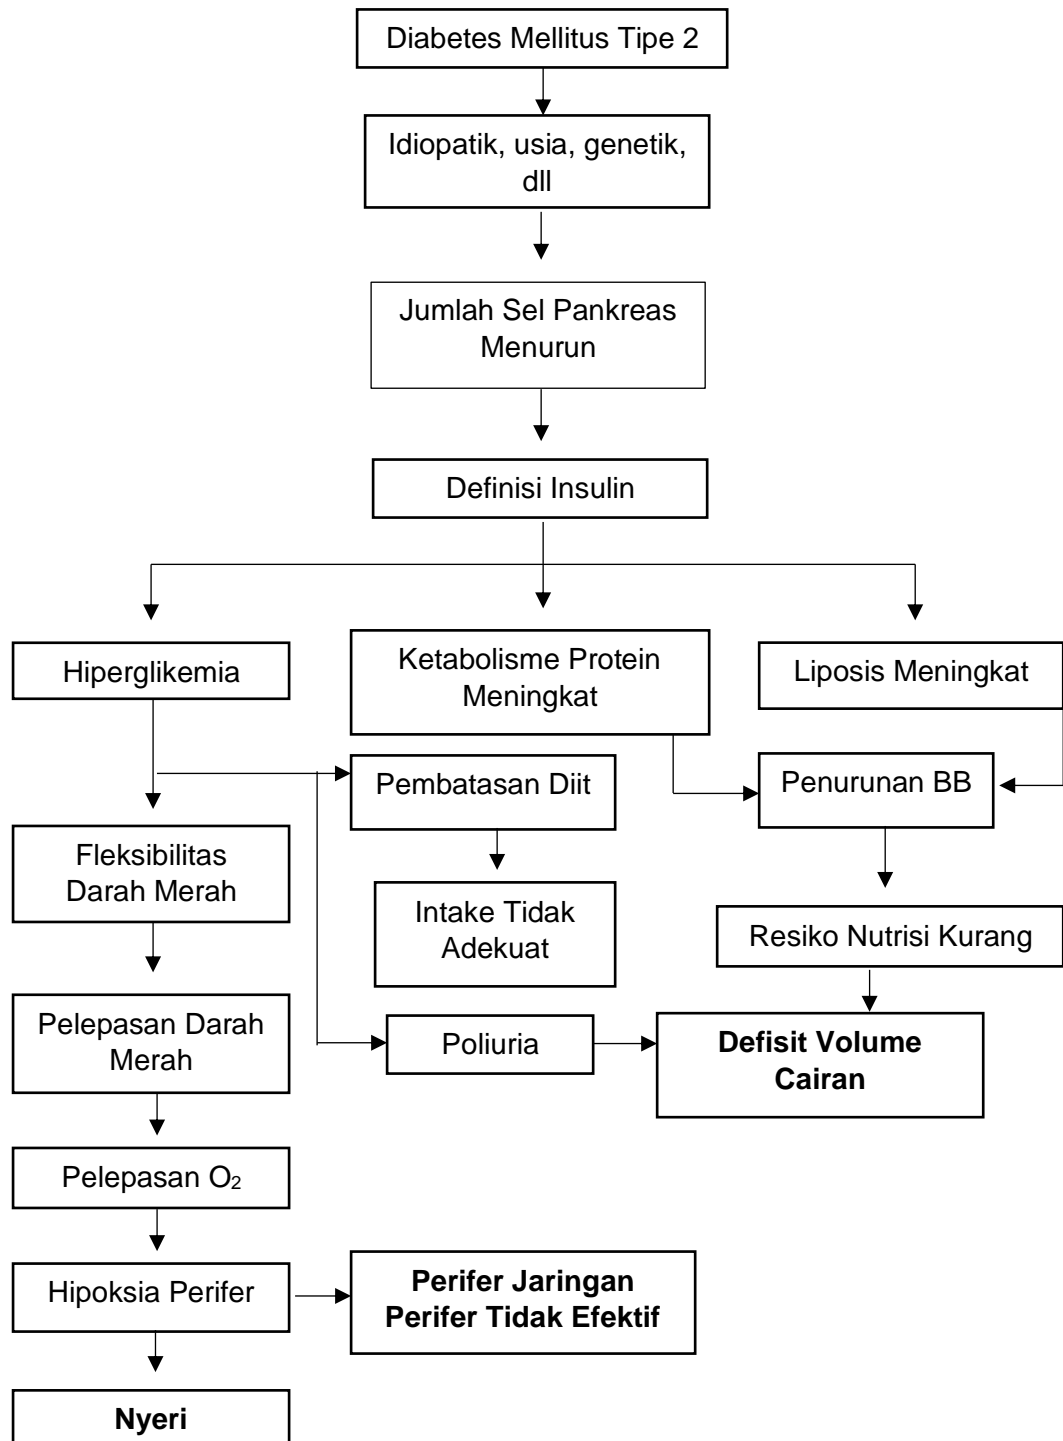 Diabetes Mellitus Tipe 2
Idiopatik, usia, genetik,
dll
Jumlah Sel Pankreas
Menurun
Definisi Insulin
Hiperglikemia
Ketabolisme Protein
Meningkat
Liposis Meningkat
Pembatasan Diit
Penurunan BB
Fleksibilitas
Darah Merah
Intake Tidak
Adekuat
Resiko Nutrisi Kurang
Pelepasan Darah
Merah
Poliuria
Defisit Volume
Cairan
Pelepasan O₂
Hipoksia Perifer
Perifer Jaringan
Perifer Tidak Efektif
Nyeri